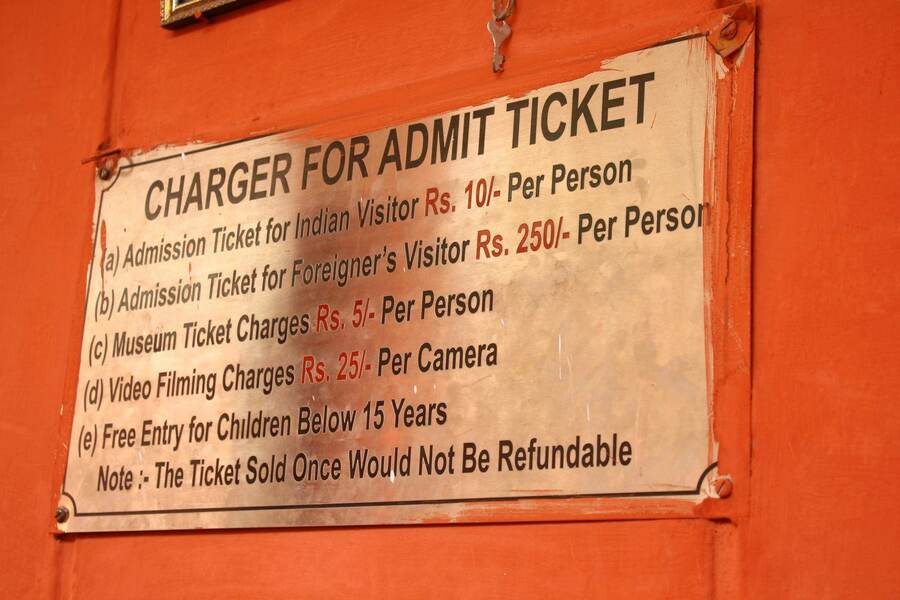 CHARGER FOR ADMIT TICKET
(a) Admission Ticket for Indian Visitor Rs. 10/- Per Person
(b) Admission Ticket for Foreigner's Visitor Rs. 250/- Per Person
(c) Museum Ticket Charges Rs. 5/- Per Person
(d) Video Filming Charges Rs. 25/- Per Camera
(e) Free Entry for Children Below 15 Years
Note :- The Ticket Sold Once Would Not Be Refundable